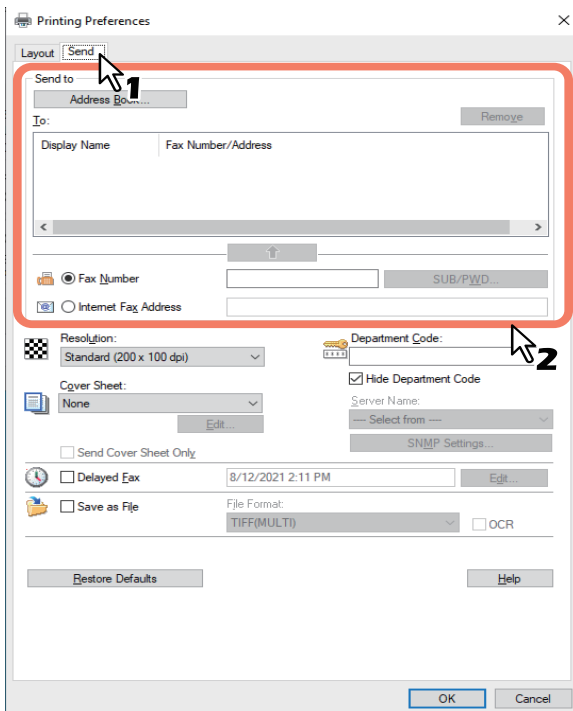 Printing Preferences
Layout Send
1
Send to
Address Book...
To:
Remove
Display Name Fax Number/Address
Fax Number
SUB/PWD...
Internet Fax Address
2
Resolution:
Standard (200 x 100 dpi)
Department Code:
Hide Department Code
Cover Sheet:
None
Edit...
Server Name:
---- Select from ----
SNMP Settings...
Send Cover Sheet Only
Delayed Fax
8/12/2021 2:11 PM
Edit...
Save as File
File Format:
TIFF(MULTI)
OCR
Restore Defaults
Help
OK Cancel